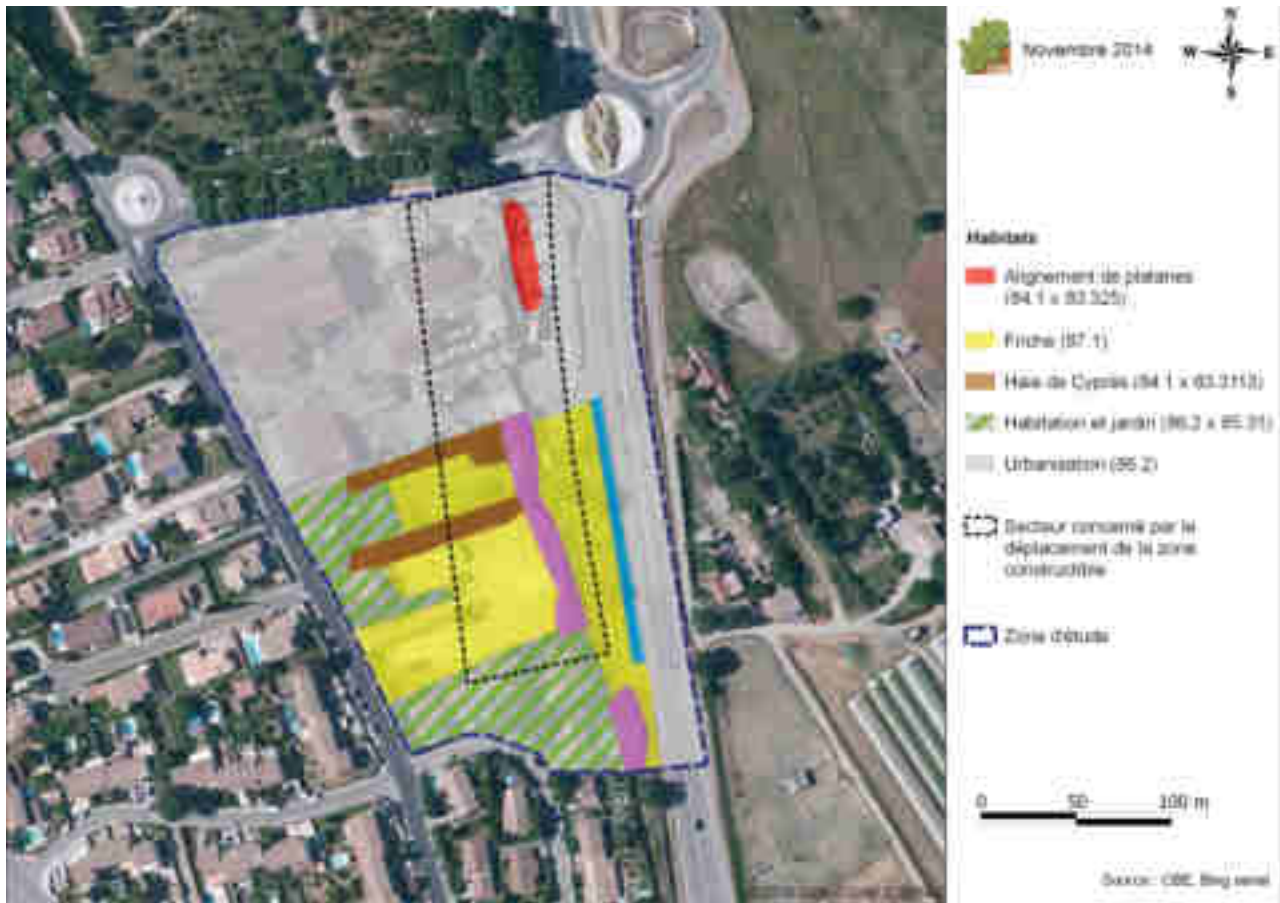 Novembre 2014
N
W E
S
Habitats
Alignement de platanes
(84.1 x 83.325)
Friche (87.1)
Haie de Cyprès (84.1 x 83.3113)
Habitation et jardin (86.2 x 85.31)
Urbanisation (86.2)
Secteur concerné par le
déplacement de la zone
constructible
Zone d'étude
0 50 100 m
Source : CBE, Bing aerial